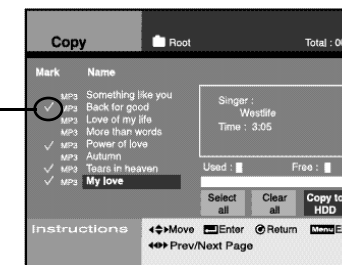 Copy Root Total : 0
Mark Name
MP3 Something like you
MP3 Back for good
MP3 Love of my life
MP3 More than words
MP3 Power of love
MP3 Autumn
MP3 Tears in heaven
MP3 My love
Singer :
Westlife
Time : 3:05
Used : Free :
Select all
Clear all
Copy to HDD
Instructions Move Enter Return Menu E
Prev/Next Page